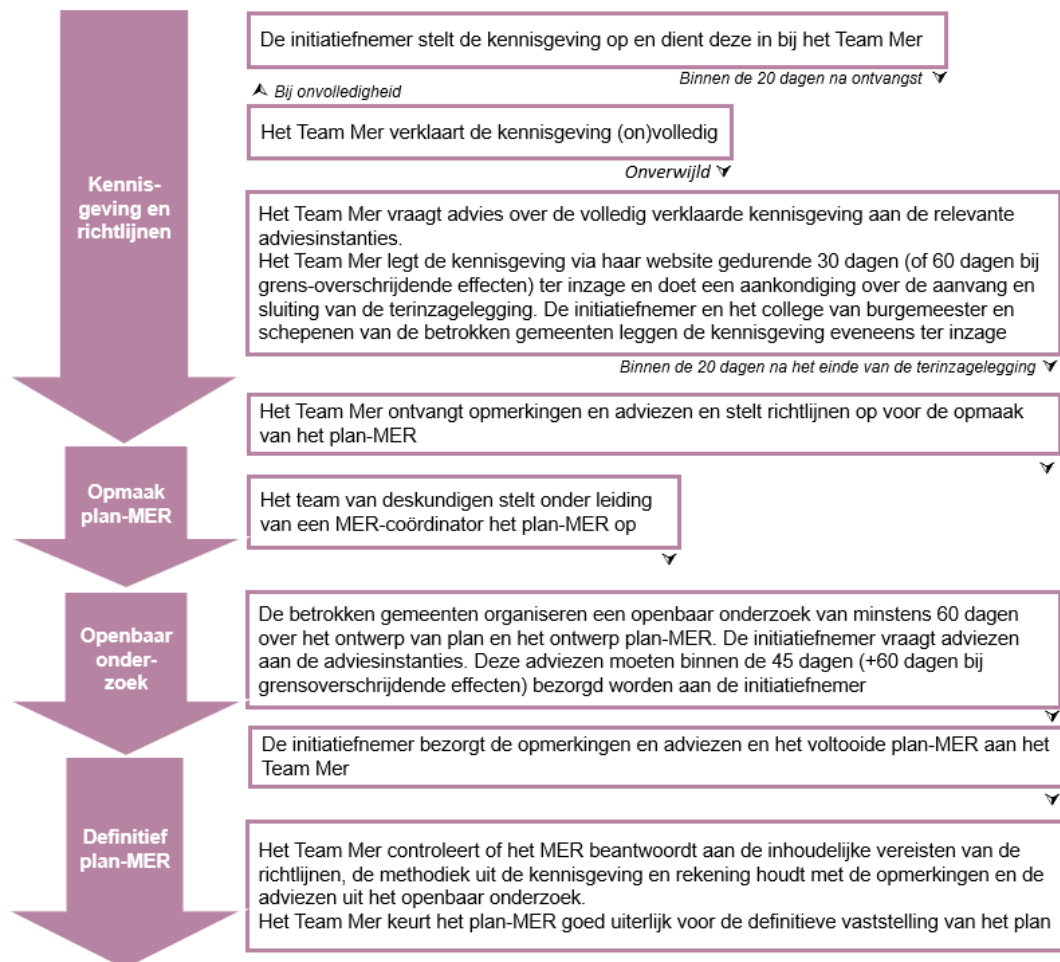 De initiatiefnemer stelt de kennisgeving op en dient deze in bij het Team Mer
Binnen de 20 dagen na ontvangst ⮟
⮝ Bij onvolledigheid
Het Team Mer verklaart de kennisgeving (on)volledig
Onverwijld ⮟
Kennis-
geving en
richtlijnen
Het Team Mer vraagt advies over de volledig verklaarde kennisgeving aan de relevante
adviesinstanties.
Het Team Mer legt de kennisgeving via haar website gedurende 30 dagen (of 60 dagen bij
grens-overschrijdende effecten) ter inzage en doet een aankondiging over de aanvang en
sluiting van de terinzagelegging. De initiatiefnemer en het college van burgemeester en
schepenen van de betrokken gemeenten leggen de kennisgeving eveneens ter inzage
Binnen de 20 dagen na het einde van de terinzagelegging ⮟
Het Team Mer ontvangt opmerkingen en adviezen en stelt richtlijnen op voor de opmaak
van het plan-MER
Opmaak
plan-MER
Het team van deskundigen stelt onder leiding
van een MER-coördinator het plan-MER op
Openbaar
onder-
zoek
De betrokken gemeenten organiseren een openbaar onderzoek van minstens 60 dagen
over het ontwerp van plan en het ontwerp plan-MER. De initiatiefnemer vraagt adviezen
aan de adviesinstanties. Deze adviezen moeten binnen de 45 dagen (+60 dagen bij
grensoverschrijdende effecten) bezorgd worden aan de initiatiefnemer
De initiatiefnemer bezorgt de opmerkingen en adviezen en het voltooide plan-MER aan het
Team Mer
Definitief
plan-MER
Het Team Mer controleert of het MER beantwoordt aan de inhoudelijke vereisten van de
richtlijnen, de methodiek uit de kennisgeving en rekening houdt met de opmerkingen en de
adviezen uit het openbaar onderzoek.
Het Team Mer keurt het plan-MER goed uiterlijk voor de definitieve vaststelling van het plan